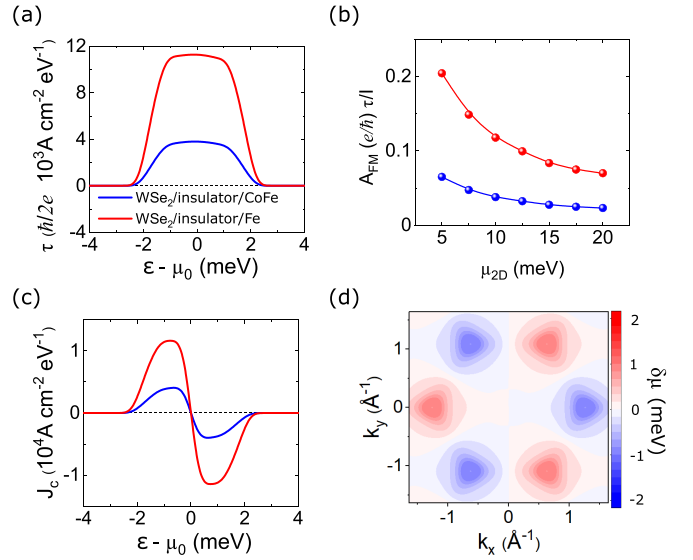 (a)
12
8
4
0
-4 -2 0 2 4
τ (ℏ/2e 10³A cm⁻² eV⁻¹)
WSe₂/insulator/CoFe
WSe₂/insulator/Fe
ε - μ₀ (meV)
(b)
0.2
0.1
0
5 10 15 20
A_FM (e/ℏ) τ/I
μ₂D (meV)
(c)
1
0
-1
-4 -2 0 2 4
J_c (10⁴A cm⁻² eV⁻¹)
ε - μ₀ (meV)
(d)
1
0
-1
-1 0 1
k_y (Å⁻¹)
k_x (Å⁻¹)
2
1
0
-1
-2
δμ (meV)